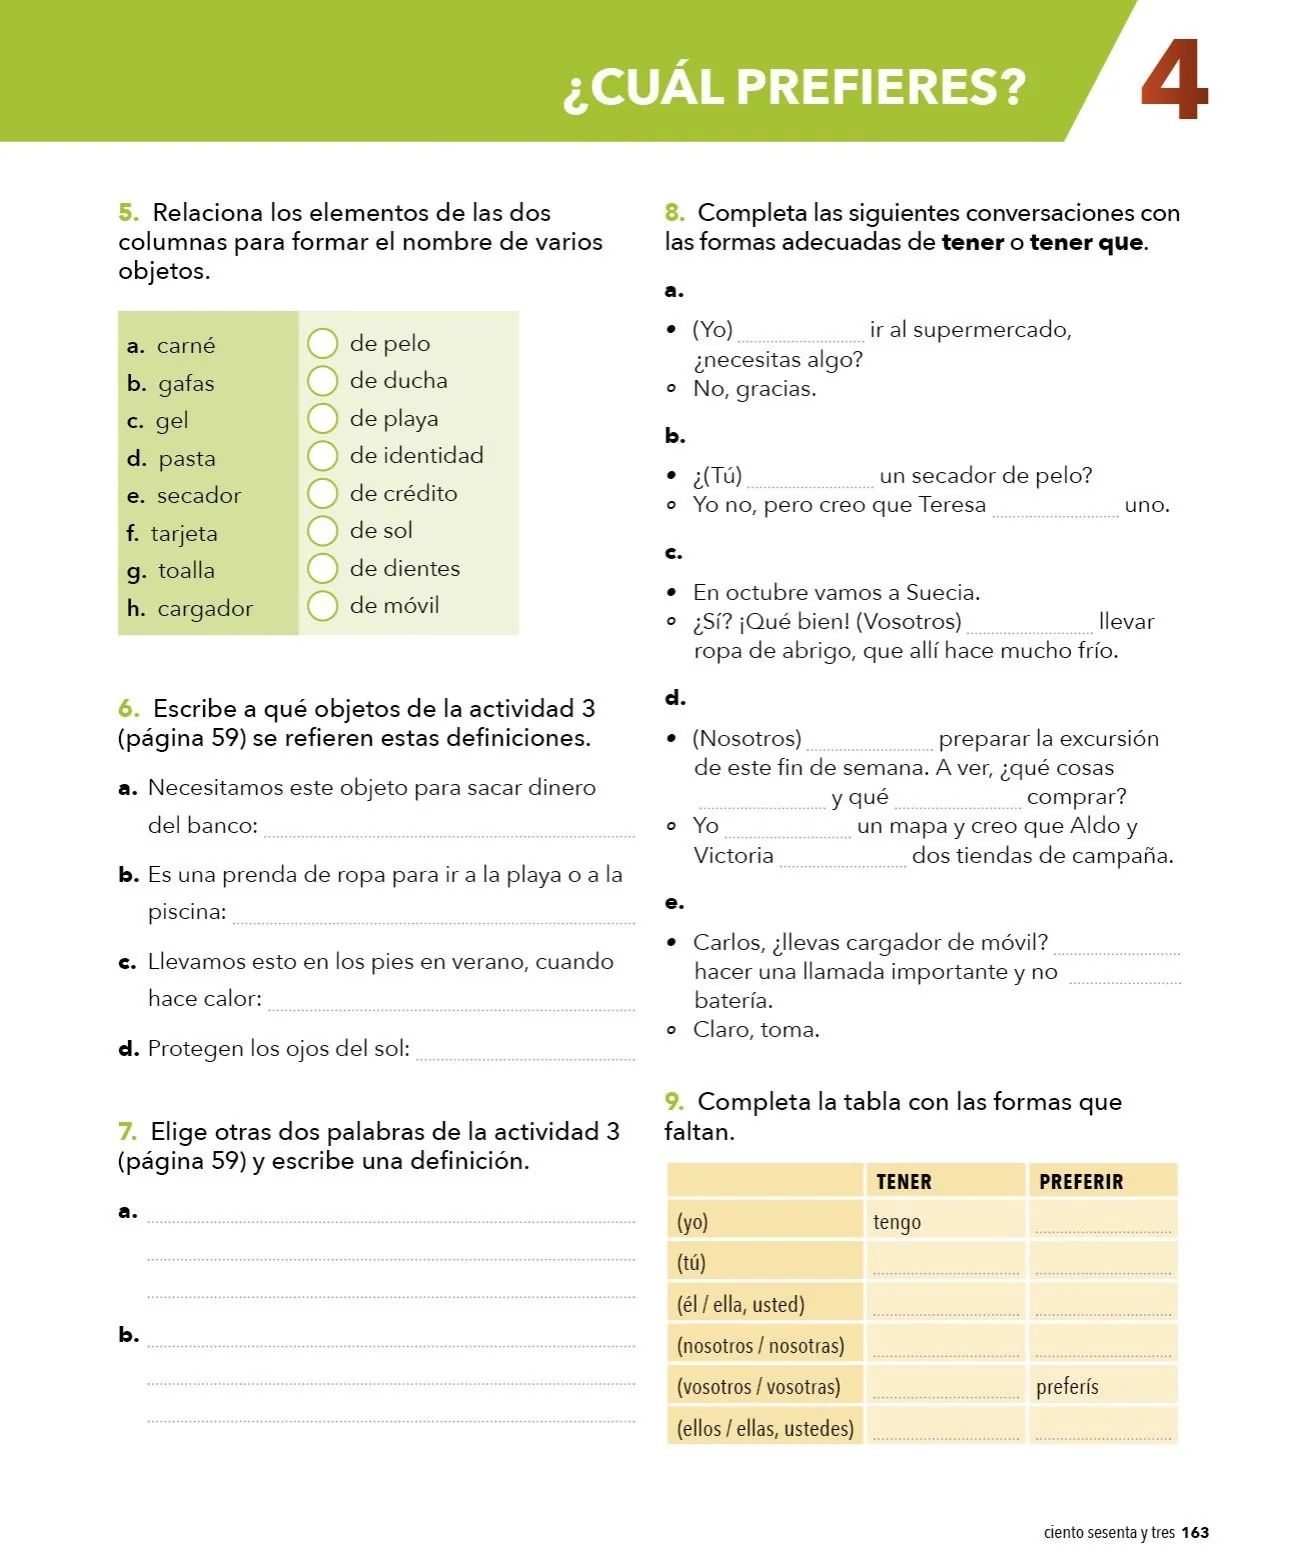 ¿CUÁL PREFIERES?
4
5. Relaciona los elementos de las dos
columnas para formar el nombre de varios
objetos.
a. carné
b. gafas
c. gel
d. pasta
e. secador
f. tarjeta
g. toalla
h. cargador
de pelo
de ducha
de playa
de identidad
de crédito
de sol
de dientes
de móvil
6. Escribe a qué objetos de la actividad 3
(página 59) se refieren estas definiciones.
a. Necesitamos este objeto para sacar dinero
del banco:
b. Es una prenda de ropa para ir a la playa o a la
piscina:
c. Llevamos esto en los pies en verano, cuando
hace calor:
d. Protegen los ojos del sol:
7. Elige otras dos palabras de la actividad 3
(página 59) y escribe una definición.
a.
b.
8. Completa las siguientes conversaciones con
las formas adecuadas de tener o tener que.
a.
• (Yo) ir al supermercado,
¿necesitas algo?
No, gracias.
b.
• ¿(Tú) un secador de pelo?
Yo no, pero creo que Teresa uno.
c.
• En octubre vamos a Suecia.
¿Sí? ¡Qué bien! (Vosotros) llevar
ropa de abrigo, que allí hace mucho frío.
d.
• (Nosotros) preparar la excursión
de este fin de semana. A ver, ¿qué cosas
y qué comprar?
Yo un mapa y creo que Aldo y
Victoria dos tiendas de campaña.
e.
• Carlos, ¿llevas cargador de móvil?
hacer una llamada importante y no
batería.
Claro, toma.
9. Completa la tabla con las formas que
faltan.
TENER PREFERIR
(yo) tengo
(tú)
(él / ella, usted)
(nosotros / nosotras)
(vosotros / vosotras) preferís
(ellos / ellas, ustedes)
ciento sesenta y tres 163